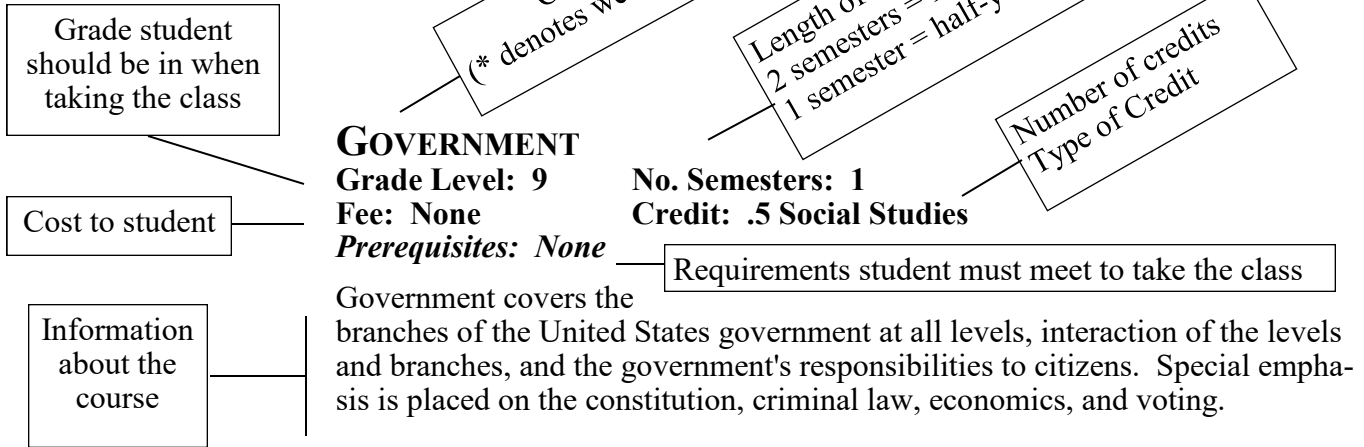 (* denotes
Length of
2 semesters =
1 semester = half-y
Number of credits
Type of Credit
Grade student
should be in when
taking the class
GOVERNMENT
Grade Level: 9 No. Semesters: 1
Cost to student
Fee: None Credit: .5 Social Studies
Prerequisites: None
Requirements student must meet to take the class
Information
about the
course
Government covers the
branches of the United States government at all levels, interaction of the levels
and branches, and the government's responsibilities to citizens. Special empha-
sis is placed on the constitution, criminal law, economics, and voting.